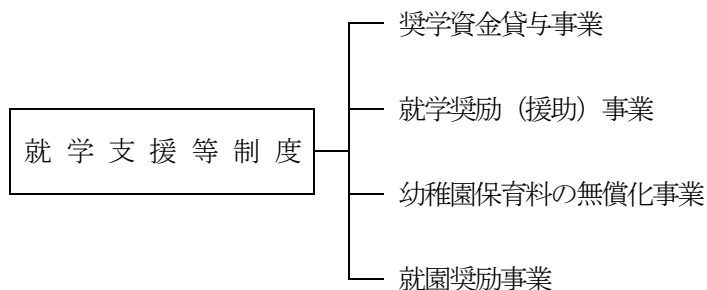 奨学資金貸与事業
就学奨励（援助）事業
就学支援等制度
幼稚園保育料の無償化事業
就園奨励事業